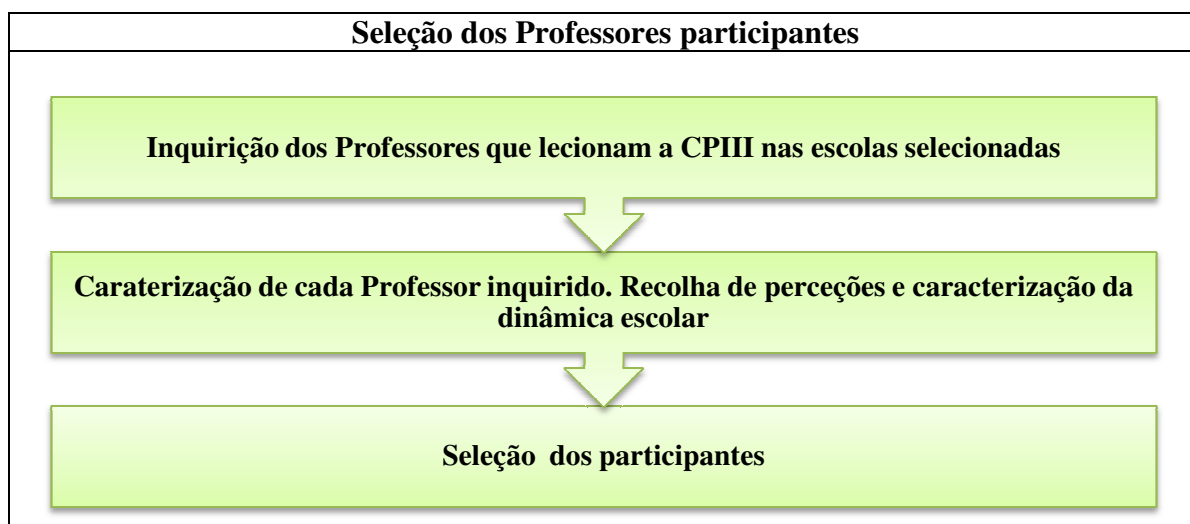 Seleção dos Professores participantes
Inquirição dos Professores que lecionam a CPIII nas escolas selecionadas
Caraterização de cada Professor inquirido. Recolha de perceções e caracterização da
dinâmica escolar
Seleção dos participantes